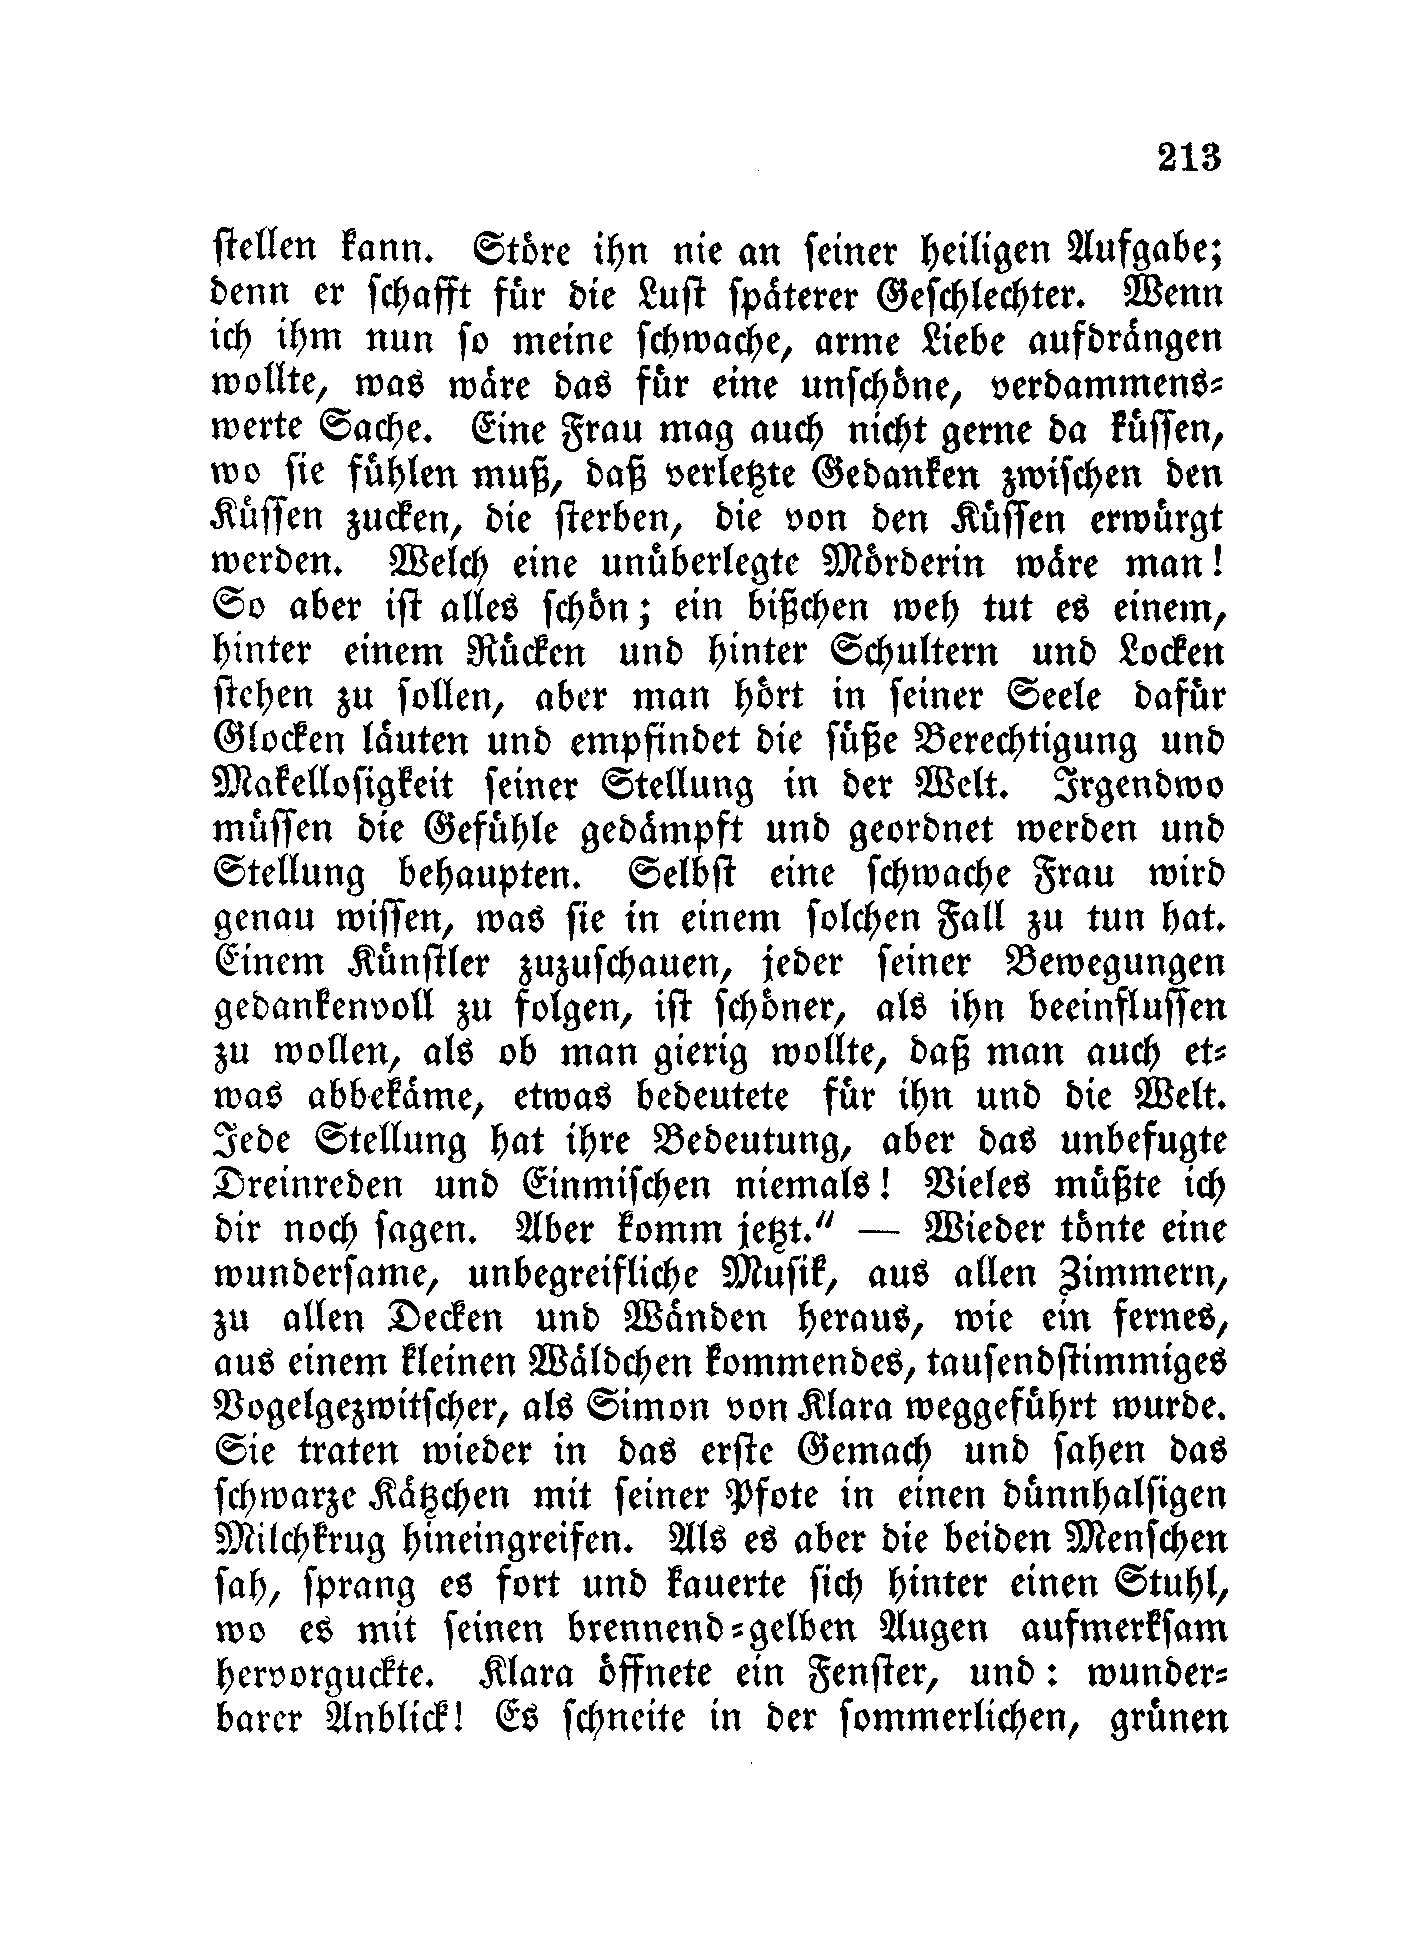 213
stellen kann. Störe ihn nie an seiner heiligen Aufgabe;
denn er schafft für die Lust späterer Geschlechter. Wenn
ich ihm nun so meine schwache, arme Liebe aufdrängen
wollte, was wäre das für eine unschöne, verdammens-
werte Sache. Eine Frau mag auch nicht gerne da küssen,
wo sie fühlen muß, daß verletzte Gedanken zwischen den
Küssen zucken, die sterben, die von den Küssen erwürgt
werden. Welch eine unüberlegte Mörderin wäre man!
So aber ist alles schön; ein bißchen weh tut es einem,
hinter einem Rücken und hinter Schultern und Locken
stehen zu sollen, aber man hört in seiner Seele dafür
Glocken läuten und empfindet die süße Berechtigung und
Makellosigkeit seiner Stellung in der Welt. Irgendwo
müssen die Gefühle gedämpft und geordnet werden und
Stellung behaupten. Selbst eine schwache Frau wird
genau wissen, was sie in einem solchen Fall zu tun hat.
Einem Künstler zuzuschauen, jeder seiner Bewegungen
gedankenvoll zu folgen, ist schöner, als ihn beeinflussen
zu wollen, als ob man gierig wollte, daß man auch et-
was abbekäme, etwas bedeutete für ihn und die Welt.
Jede Stellung hat ihre Bedeutung, aber das unbefugte
Dreinreden und Einmischen niemals! Vieles müßte ich
dir noch sagen. Aber komm jetzt.“ — Wieder tönte eine
wundersame, unbegreifliche Musik, aus allen Zimmern,
zu allen Decken und Wänden heraus, wie ein fernes,
aus einem kleinen Wäldchen kommendes, tausendstimmiges
Vogelgezwitscher, als Simon von Klara weggeführt wurde.
Sie traten wieder in das erste Gemach und sahen das
schwarze Kätzchen mit seiner Pfote in einen dünnhalsigen
Milchkrug hineingreifen. Als es aber die beiden Menschen
sah, sprang es fort und kauerte sich hinter einen Stuhl,
wo es mit seinen brennend-gelben Augen aufmerksam
hervorguckte. Klara öffnete ein Fenster, und: wunder-
barer Anblick! Es schneite in der sommerlichen, grünen